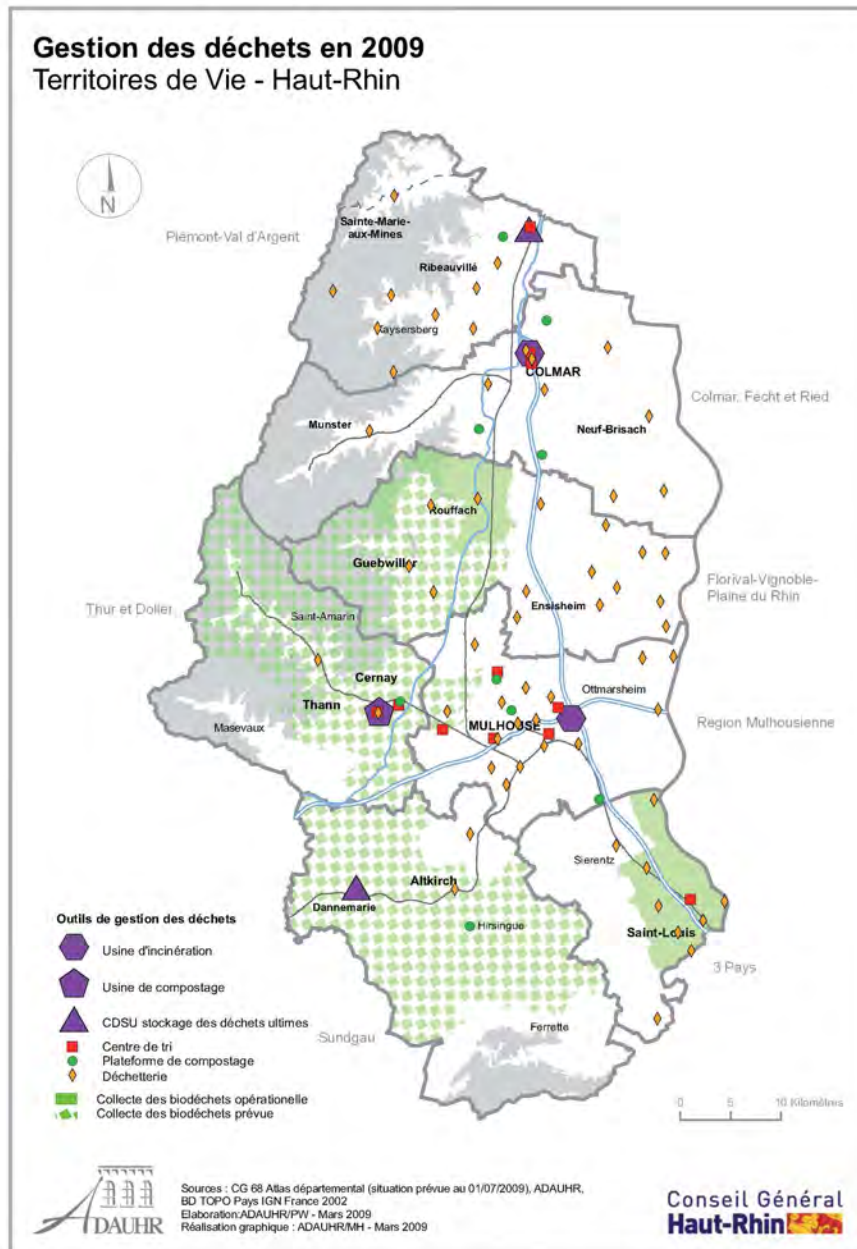 Gestion des déchets en 2009
Territoires de Vie - Haut-Rhin
N
Piémont-Val d'Argent
Sainte-Marie-
aux-Mines
Ribeauvillé
Kaysersberg
COLMAR
Colmar, Fecht et Ried
Munster
Neuf-Brisach
Rouffach
Guebwiller
Florival-Vignoble-
Plaine du Rhin
Thur et Doller
Ensisheim
Saint-Amarin
Cernay
Ottmarsheim
Thann
MULHOUSE
Region Mulhousienne
Masevaux
Sierentz
Altkirch
Dannemarie
Hirsingue
Saint-Louis
3 Pays
Sundgau
Ferrette
Outils de gestion des déchets
Usine d'incinération
Usine de compostage
CDSU stockage des déchets ultimes
Centre de tri
Plateforme de compostage
Déchetterie
Collecte des biodéchets opérationelle
Collecte des biodéchets prévue
0 5 10 Kilomètres
ADAUHR
Sources : CG 68 Atlas départemental (situation prévue au 01/07/2009), ADAUHR,
BD TOPO Pays IGN France 2002
Elaboration:ADAUHR/PW - Mars 2009
Réalisation graphique : ADAUHR/MH - Mars 2009
Conseil Général
Haut-Rhin